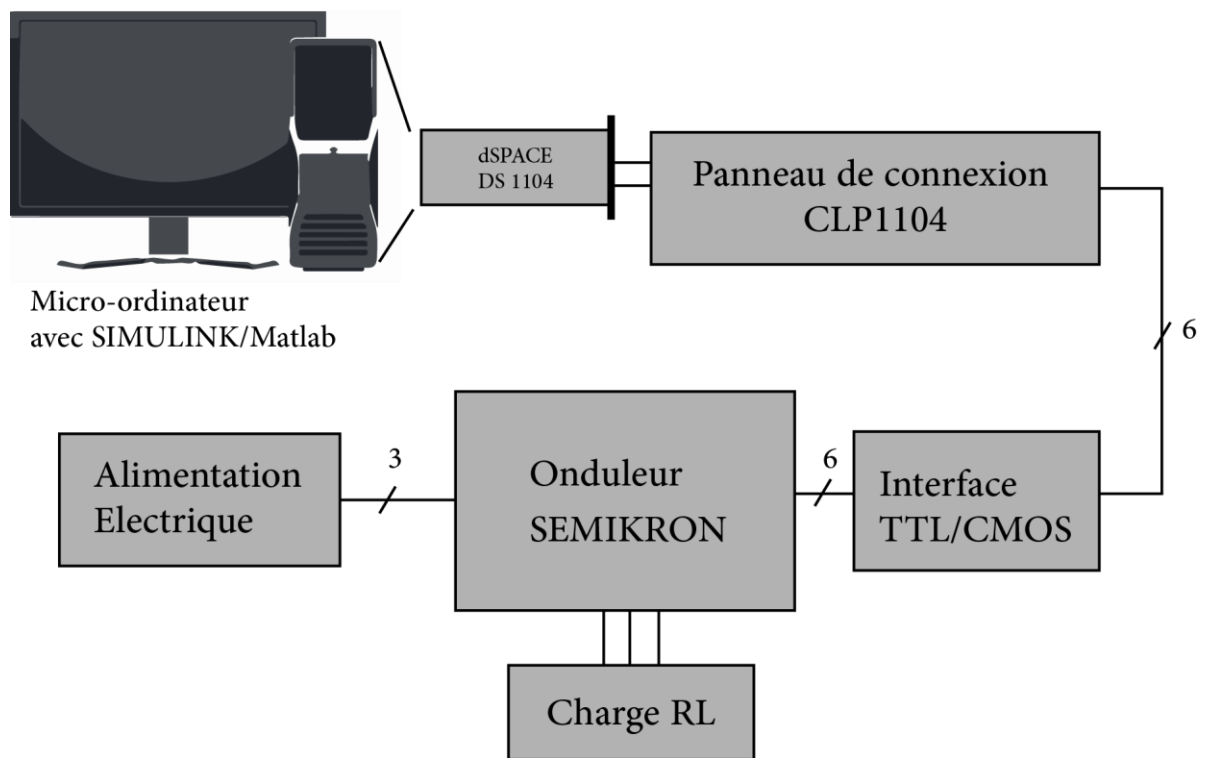 dSPACE
DS 1104
Panneau de connexion
CLP1104
Micro-ordinateur
avec SIMULINK/Matlab
6
Alimentation
Electrique
3
Onduleur
SEMIKRON
6
Interface
TTL/CMOS
Charge RL